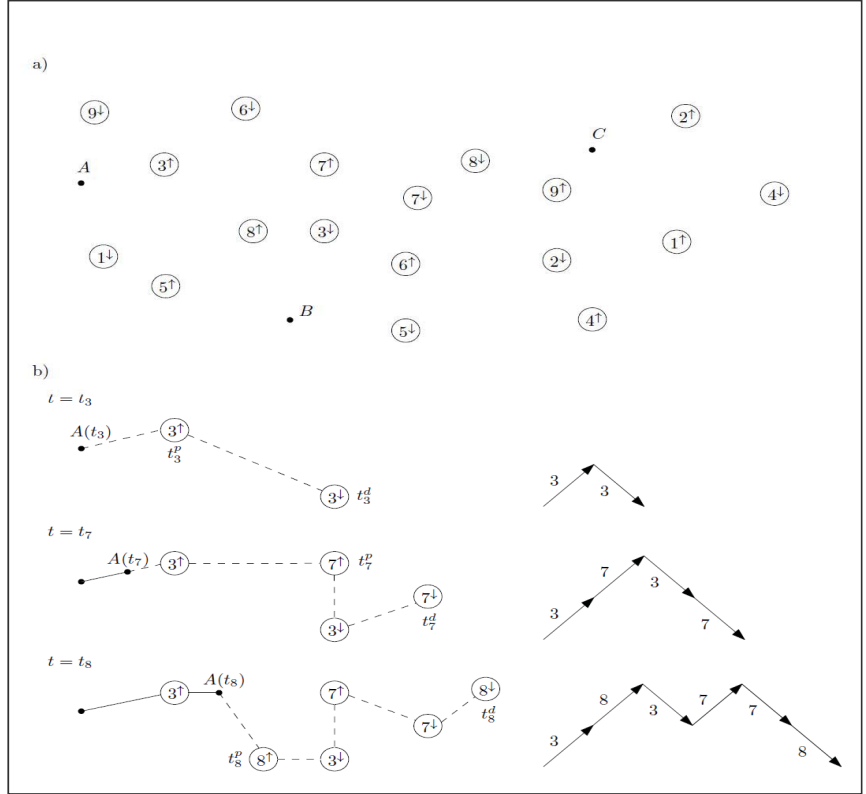 a)
9↓ 6↓ 2↑
C
A 3↑ 7↑ 8↓
9↑ 4↓
7↓
8↑ 3↓ 1↑
1↓ 6↑ 2↓
5↑
B 4↑
5↓
b)
t = t₃
A(t₃) 3↑
t₃ᵖ 3 3
3↓ t₃ᵈ
t = t₇
A(t₇) 3↑ 7↑ t₇ᵖ 7 3
7↓
3↓ t₇ᵈ 3 7
t = t₈
3↑ A(t₈) 7↑ 8↓ 8 7
7↓ t₈ᵈ 3 7
t₈ᵖ 8↑ 3↓ 3 8